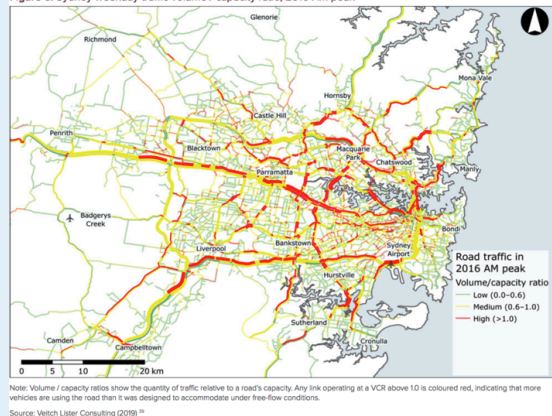 Glenorie
Richmond
Mona Vale
Hornsby
Castle Hill
Penrith
Blacktown
Macquarie
Park
Chatswood
Manly
Parramatta
Badgerys
Creek
Bondi
Liverpool
Bankstown
Sydney
Airport
Hurstville
Road traffic in
2016 AM peak
Volume/capacity ratio
Low (0.0–0.6)
Medium (0.6–1.0)
High (>1.0)
Sutherland
Camden
Cronulla
Campbelltown
0 5 10 20 km
Note: Volume / capacity ratios show the quantity of traffic relative to a road's capacity. Any link operating at a VCR above 1.0 is coloured red, indicating that more
vehicles are using the road than it was designed to accommodate under free-flow conditions.
Source: Veitch Lister Consulting (2019)